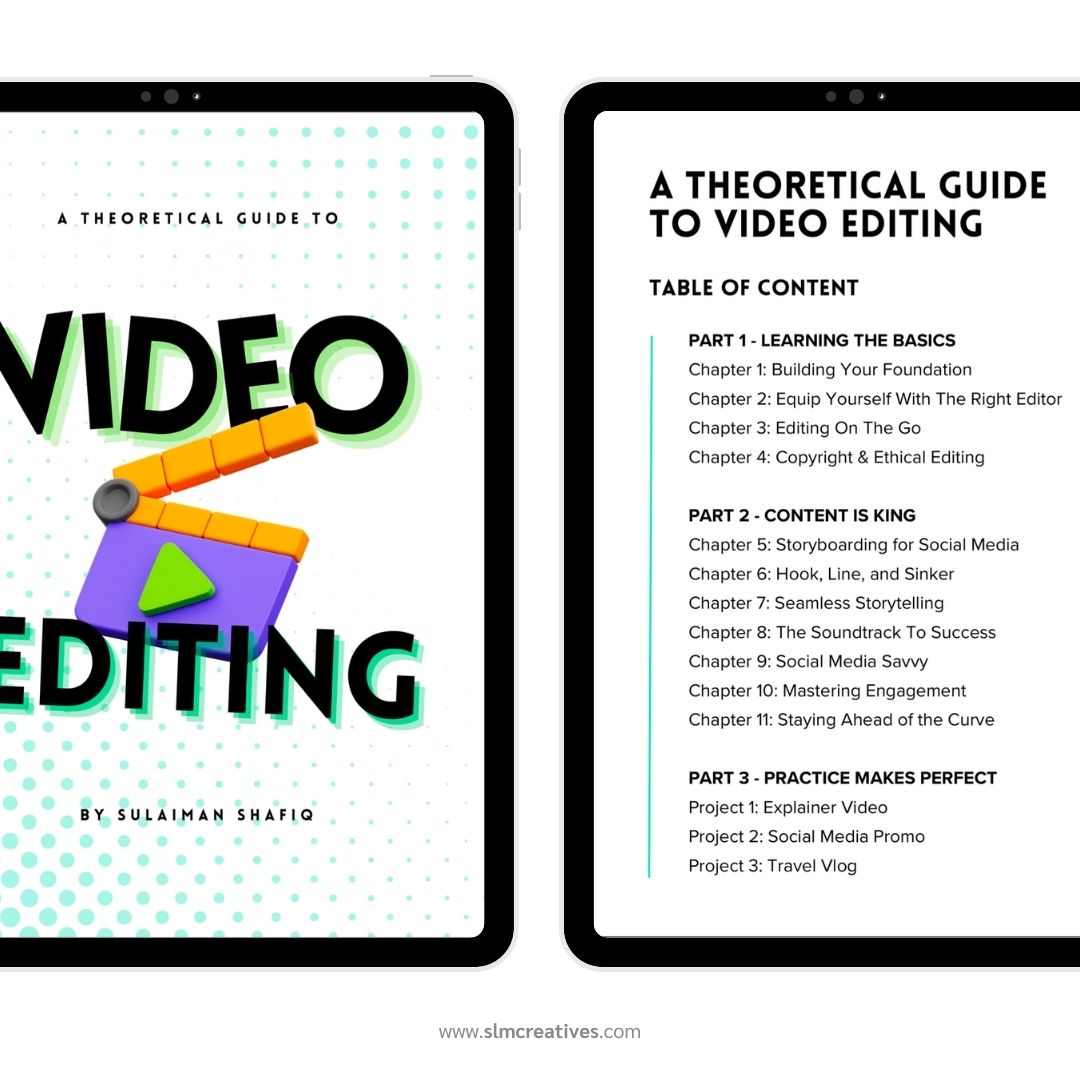 A THEORETICAL GUIDE TO
VIDEO
EDITING
BY SULAIMAN SHAFIQ
A THEORETICAL GUIDE
TO VIDEO EDITING
TABLE OF CONTENT
PART 1 - LEARNING THE BASICS
Chapter 1: Building Your Foundation
Chapter 2: Equip Yourself With The Right Editor
Chapter 3: Editing On The Go
Chapter 4: Copyright & Ethical Editing
PART 2 - CONTENT IS KING
Chapter 5: Storyboarding for Social Media
Chapter 6: Hook, Line, and Sinker
Chapter 7: Seamless Storytelling
Chapter 8: The Soundtrack To Success
Chapter 9: Social Media Savvy
Chapter 10: Mastering Engagement
Chapter 11: Staying Ahead of the Curve
PART 3 - PRACTICE MAKES PERFECT
Project 1: Explainer Video
Project 2: Social Media Promo
Project 3: Travel Vlog
www.slmcreatives.com